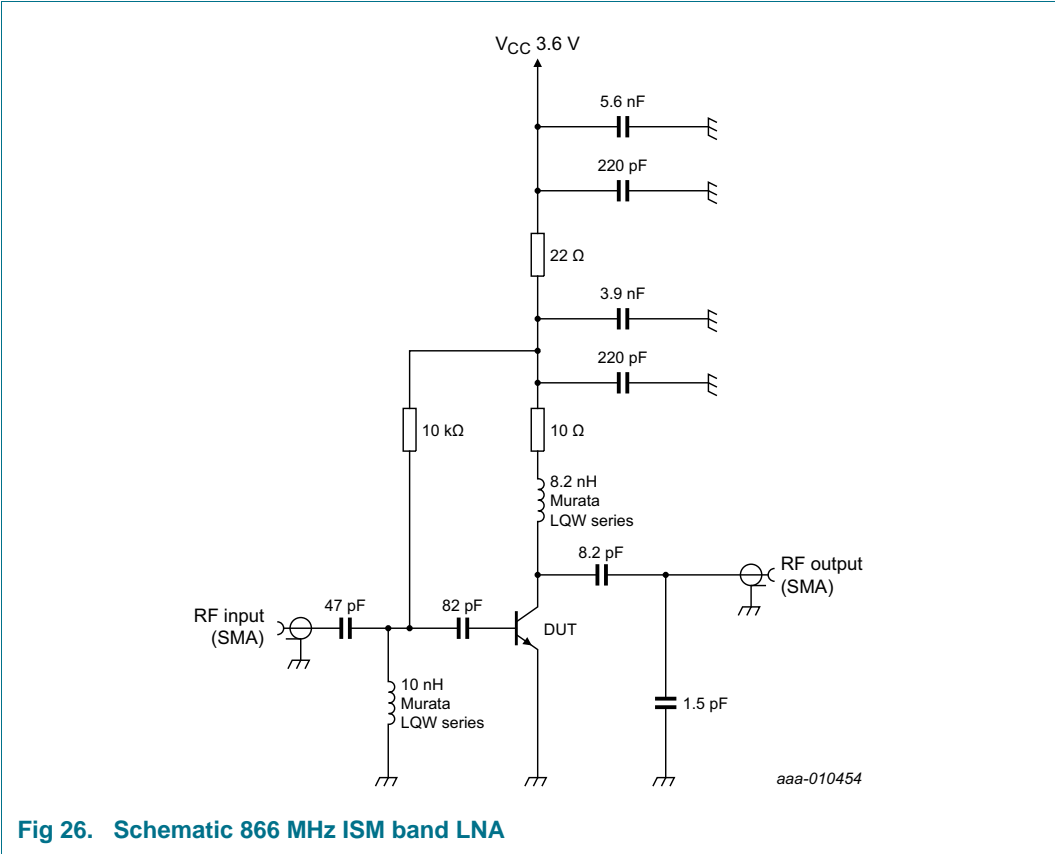 VCC 3.6 V
5.6 nF
220 pF
22 Ω
3.9 nF
220 pF
10 kΩ
10 Ω
8.2 nH
Murata
LQW series
8.2 pF
RF output
(SMA)
47 pF
82 pF
RF input
(SMA)
DUT
10 nH
Murata
LQW series
1.5 pF
aaa-010454
Fig 26. Schematic 866 MHz ISM band LNA